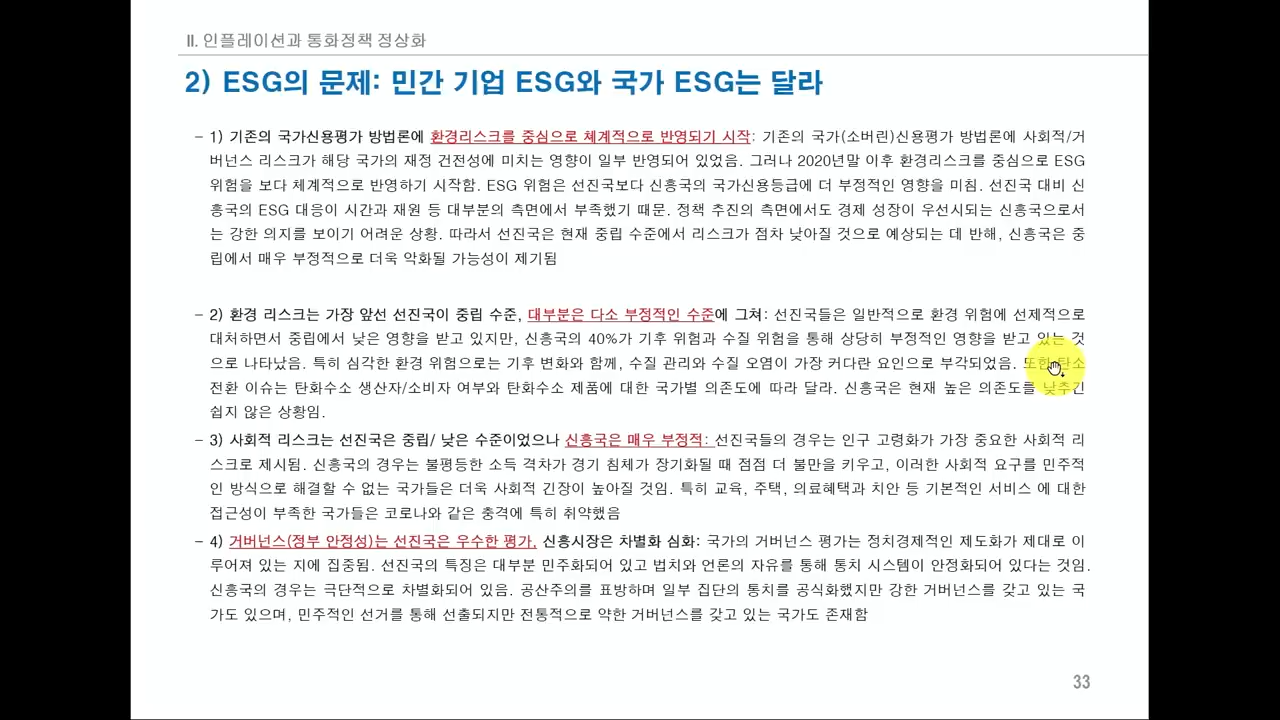 II. 인플레이션과 통화정책 정상화
2) ESG의 문제: 민간 기업 ESG와 국가 ESG는 달라
– 1) 기존의 국가신용평가 방법론에 환경리스크를 중심으로 체계적으로 반영되기 시작: 기존의 국가(소버린)신용평가 방법론에 사회적/거
버넌스 리스크가 해당 국가의 재정 건전성에 미치는 영향이 일부 반영되어 있었음. 그러나 2020년말 이후 환경리스크를 중심으로 ESG
위험을 보다 체계적으로 반영하기 시작함. ESG 위험은 선진국보다 신흥국의 국가신용등급에 더 부정적인 영향을 미침. 선진국 대비 신
흥국의 ESG 대응이 시간과 재원 등 대부분의 측면에서 부족했기 때문. 정책 추진의 측면에서도 경제 성장이 우선시되는 신흥국으로서
는 강한 의지를 보이기 어려운 상황. 따라서 선진국은 현재 중립 수준에서 리스크가 점차 낮아질 것으로 예상되는 데 반해, 신흥국은 중
립에서 매우 부정적으로 더욱 악화될 가능성이 제기됨
– 2) 환경 리스크는 가장 앞선 선진국이 중립 수준, 대부분은 다소 부정적인 수준에 그쳐: 선진국들은 일반적으로 환경 위험에 선제적으로
대처하면서 중립에서 낮은 영향을 받고 있지만, 신흥국의 40%가 기후 위험과 수질 위험을 통해 상당히 부정적인 영향을 받고 있는 것
으로 나타났음. 특히 심각한 환경 위험으로는 기후 변화와 함께, 수질 관리와 수질 오염이 가장 커다란 요인으로 부각되었음. 또한 탄소
전환 이슈는 탄화수소 생산자/소비자 여부와 탄화수소 제품에 대한 국가별 의존도에 따라 달라. 신흥국은 현재 높은 의존도를 낮추긴
쉽지 않은 상황임.
– 3) 사회적 리스크는 선진국은 중립/ 낮은 수준이었으나 신흥국은 매우 부정적: 선진국들의 경우는 인구 고령화가 가장 중요한 사회적 리
스크로 제시됨. 신흥국의 경우는 불평등한 소득 격차가 경기 침체가 장기화될 때 점점 더 불만을 키우고, 이러한 사회적 요구를 민주적
인 방식으로 해결할 수 없는 국가들은 더욱 사회적 긴장이 높아질 것임. 특히 교육, 주택, 의료혜택과 치안 등 기본적인 서비스 에 대한
접근성이 부족한 국가들은 코로나와 같은 충격에 특히 취약했음
– 4) 거버넌스(정부 안정성)는 선진국은 우수한 평가, 신흥시장은 차별화 심화: 국가의 거버넌스 평가는 정치경제적인 제도화가 제대로 이
루어져 있는 지에 집중됨. 선진국의 특징은 대부분 민주화되어 있고 법치와 언론의 자유를 통해 통치 시스템이 안정화되어 있다는 것임.
신흥국의 경우는 극단적으로 차별화되어 있음. 공산주의를 표방하며 일부 집단의 통치를 공식화했지만 강한 거버넌스를 갖고 있는 국
가도 있으며, 민주적인 선거를 통해 선출되지만 전통적으로 약한 거버넌스를 갖고 있는 국가도 존재함
33